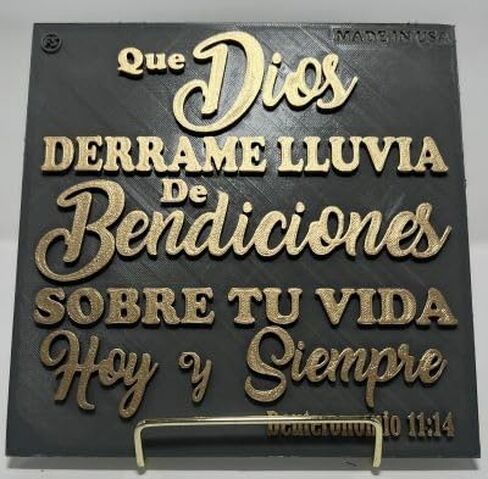 MADE IN USA
Que Dios
DERRAME LLUVIA
De
Bendiciones
SOBRE TU VIDA
Hoy y Siempre
Deuteronomio 11:14